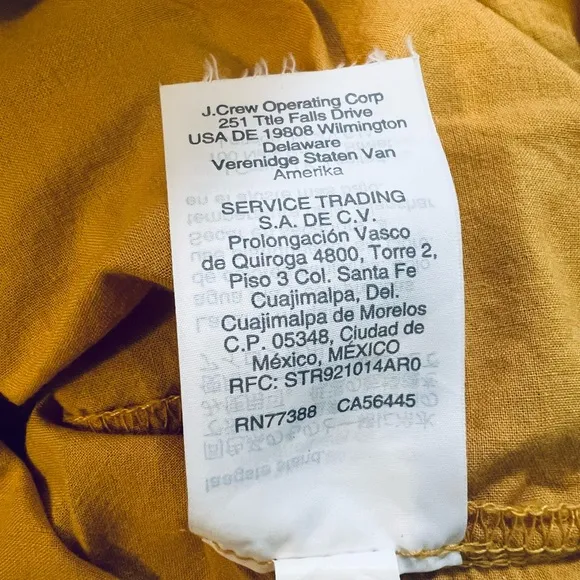 J.Crew Operating Corp
251 Ttle Falls Drive
USA DE 19808 Wilmington
Delaware
Verenidge Staten Van
Amerika
SERVICE TRADING
S.A. DE C.V.
Prolongación Vasco
de Quiroga 4800, Torre 2,
Piso 3 Col. Santa Fe
Cuajimalpa, Del.
Cuajimalpa de Morelos
C.P. 05348, Ciudad de
México, MÉXICO
RFC: STR921014AR0
RN77388 CA56445